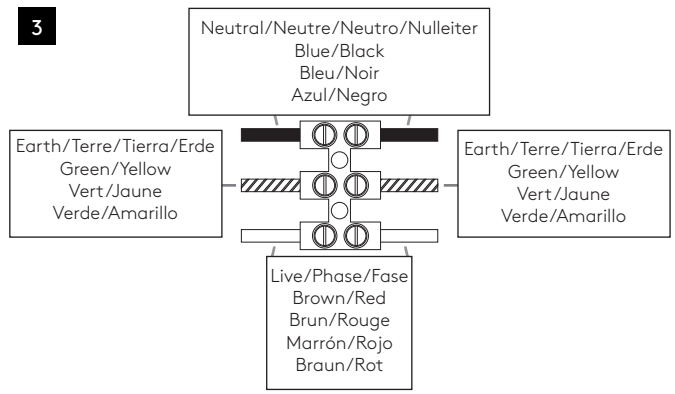 3
Neutral/Neutre/Neutro/Nulleiter
Blue/Black
Bleu/Noir
Azul/Negro
Earth/Terre/Tierra/Erde
Green/Yellow
Vert/Jaune
Verde/Amarillo
Earth/Terre/Tierra/Erde
Green/Yellow
Vert/Jaune
Verde/Amarillo
Live/Phase/Fase
Brown/Red
Brun/Rouge
Marrón/Rojo
Braun/Rot